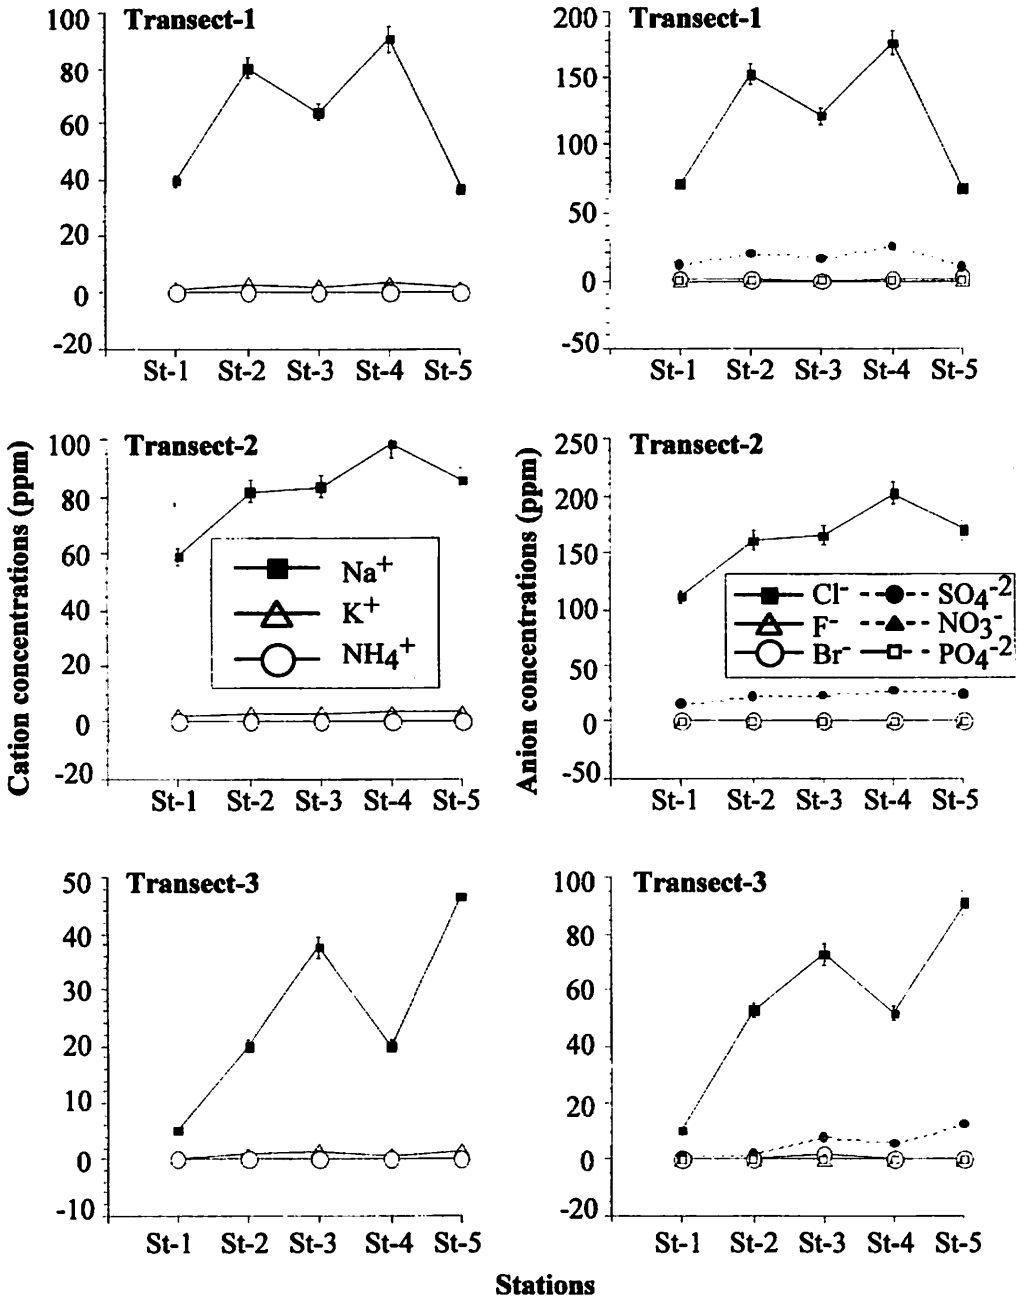 Transect-1
100
80
60
40
20
0
-20
St-1 St-2 St-3 St-4 St-5
Transect-1
200
150
100
50
0
-50
St-1 St-2 St-3 St-4 St-5
Cation concentrations (ppm)
Transect-2
100
80
60
40
20
0
-20
Na+
K+
NH4+
St-1 St-2 St-3 St-4 St-5
Anion concentrations (ppm)
Transect-2
250
200
150
100
50
0
-50
Cl- SO4-2
F- NO3-
Br- PO4-2
St-1 St-2 St-3 St-4 St-5
Transect-3
50
40
30
20
10
0
-10
St-1 St-2 St-3 St-4 St-5
Transect-3
100
80
60
40
20
0
-20
St-1 St-2 St-3 St-4 St-5
Stations